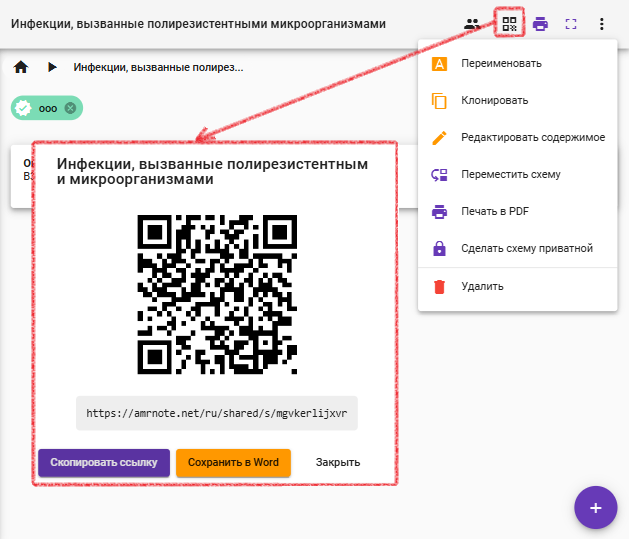 Инфекции, вызванные полирезистентными микроорганизмами
Инфекции, вызванные полирез...
ооо
Инфекции, вызванные полирезистентным
и микроорганизмами
https://amrnote.net/ru/shared/s/mgvkerlijxvr
Скопировать ссылку
Сохранить в Word
Закрыть
Переименовать
Клонировать
Редактировать содержимое
Переместить схему
Печать в PDF
Сделать схему приватной
Удалить